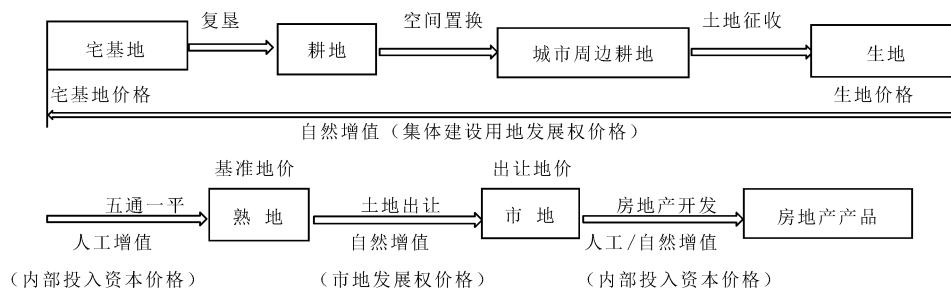 复垦 空间置换 土地征收
宅基地 耕地 城市周边耕地 生地
宅基地价格 生地价格
自然增值（集体建设用地发展权价格）
基准地价 出让地价
五通一平 熟 地 土地出让 市 地 房地产开发 房地产产品
人工增值 自然增值 人工/自然增值
（内部投入资本价格） （市地发展权价格） （内部投入资本价格）